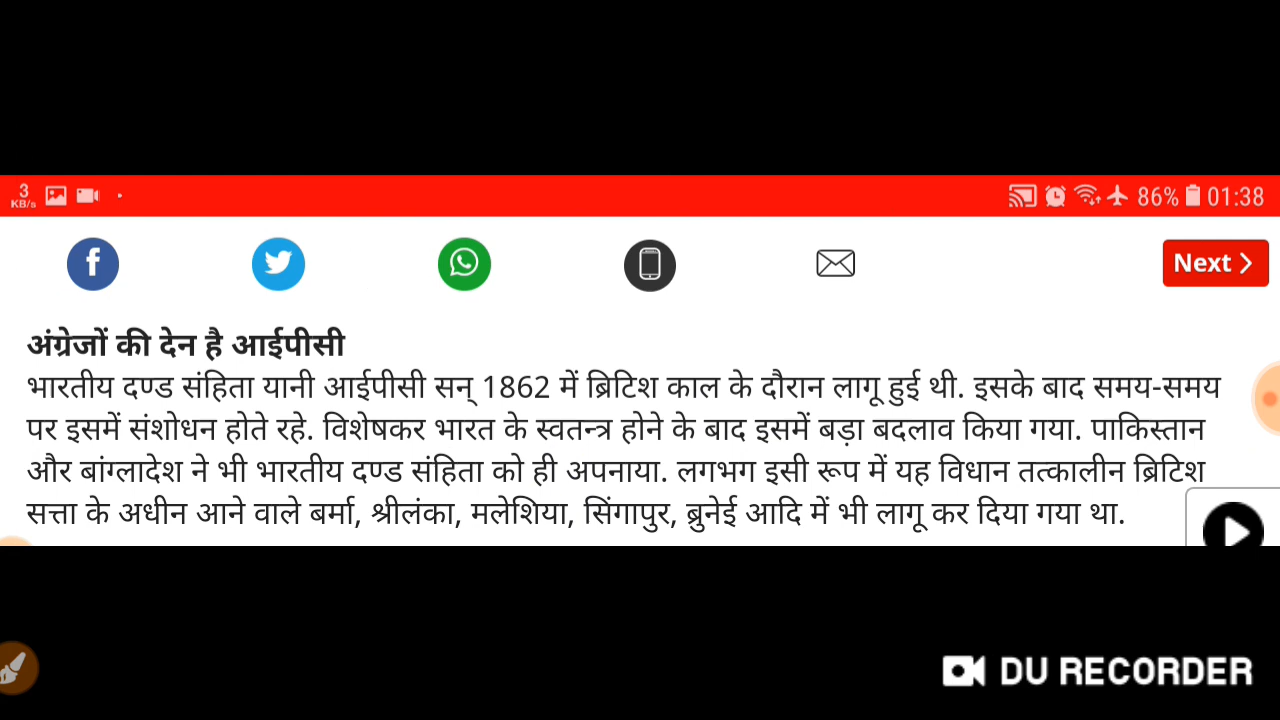 3
KB/s
86% 01:38
f
Next >
अंग्रेजों की देन है आईपीसी
भारतीय दण्ड संहिता यानी आईपीसी सन् 1862 में ब्रिटिश काल के दौरान लागू हुई थी. इसके बाद समय-समय
पर इसमें संशोधन होते रहे. विशेषकर भारत के स्वतन्त्र होने के बाद इसमें बड़ा बदलाव किया गया. पाकिस्तान
और बांग्लादेश ने भी भारतीय दण्ड संहिता को ही अपनाया. लगभग इसी रूप में यह विधान तत्कालीन ब्रिटिश
सत्ता के अधीन आने वाले बर्मा, श्रीलंका, मलेशिया, सिंगापुर, ब्रुनेई आदि में भी लागू कर दिया गया था.
DU RECORDER